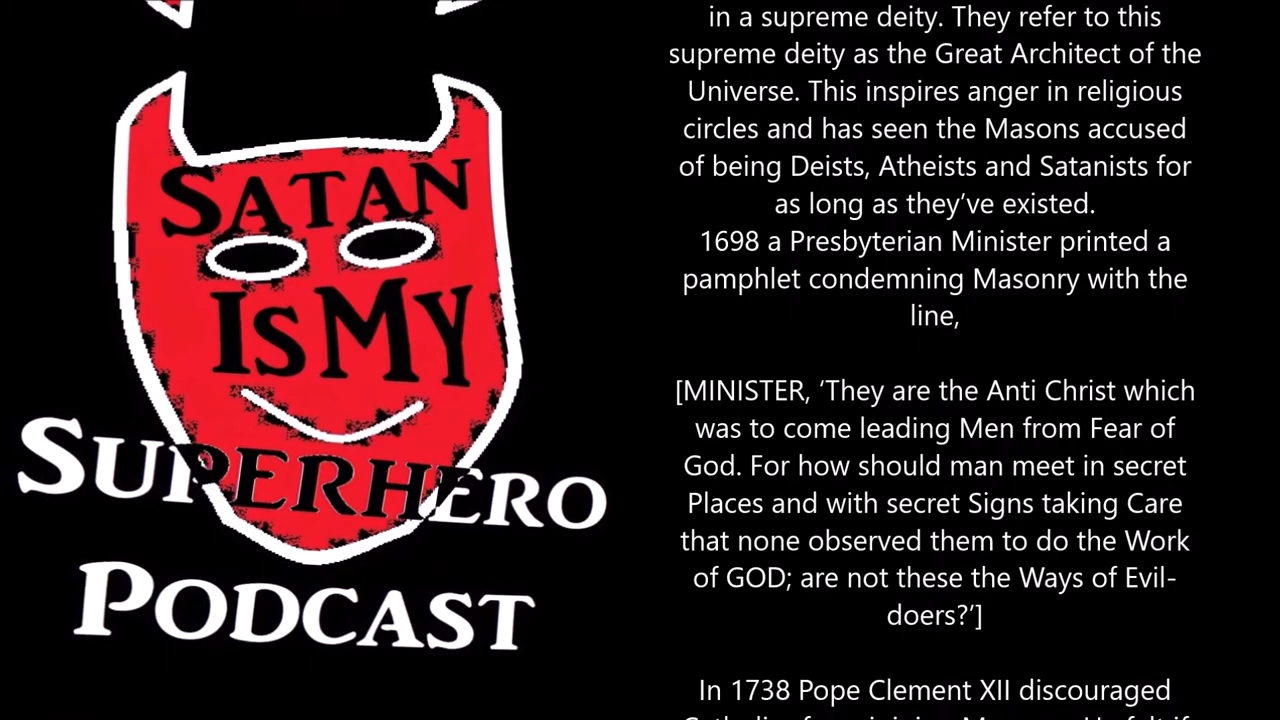 SATAN
IS MY
SUPERHERO
PODCAST
in a supreme deity. They refer to this
supreme deity as the Great Architect of the
Universe. This inspires anger in religious
circles and has seen the Masons accused
of being Deists, Atheists and Satanists for
as long as they’ve existed.
1698 a Presbyterian Minister printed a
pamphlet condemning Masonry with the
line,
[MINISTER, ‘They are the Anti Christ which
was to come leading Men from Fear of
God. For how should man meet in secret
Places and with secret Signs taking Care
that none observed them to do the Work
of GOD; are not these the Ways of Evil-
doers?’]
In 1738 Pope Clement XII discouraged